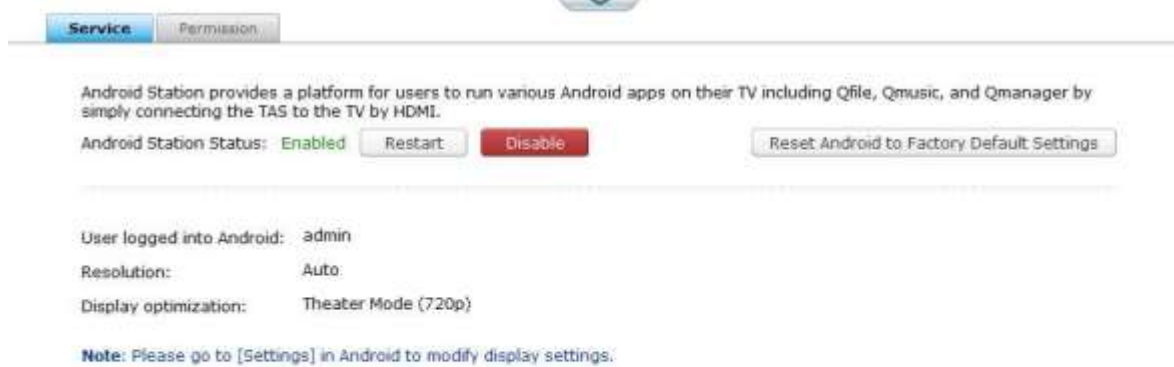 Service Permission
Android Station provides a platform for users to run various Android apps on their TV including Qfile, Qmusic, and Qmanager by
simply connecting the TAS to the TV by HDMI.
Android Station Status: Enabled Restart Disable Reset Android to Factory Default Settings
User logged into Android: admin
Resolution: Auto
Display optimization: Theater Mode (720p)
Note: Please go to [Settings] in Android to modify display settings.